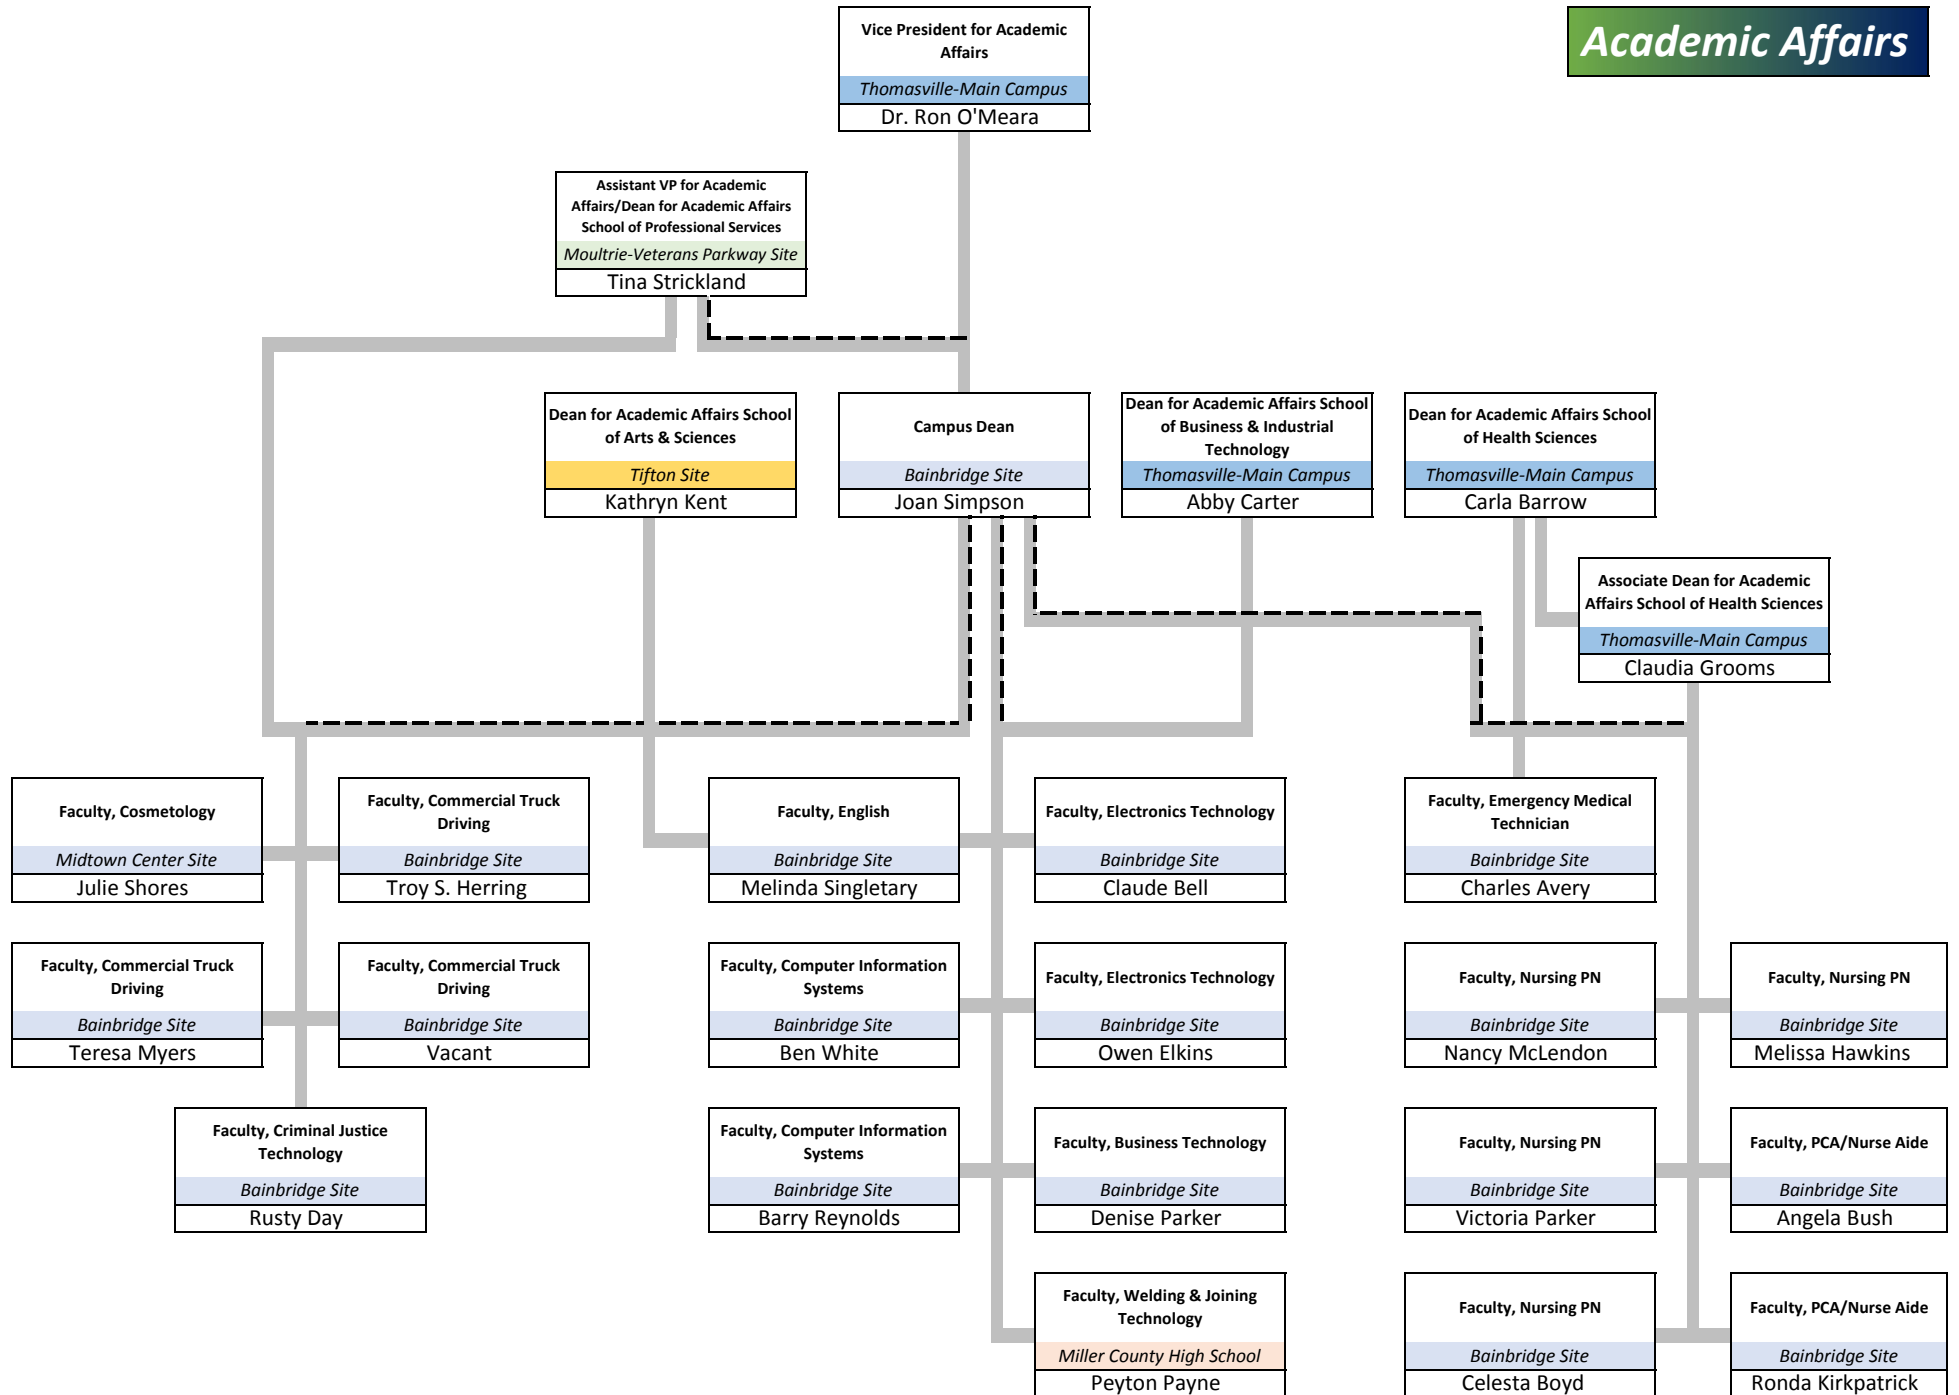 Academic Affairs
Vice President for Academic
Affairs
Thomasville-Main Campus
Dr. Ron O'Meara
Assistant VP for Academic
Affairs/Dean for Academic Affairs
School of Professional Services
Moultrie-Veterans Parkway Site
Tina Strickland
Dean for Academic Affairs School
of Arts & Sciences
Tifton Site
Kathryn Kent
Campus Dean
Bainbridge Site
Joan Simpson
Dean for Academic Affairs School
of Business & Industrial
Technology
Thomasville-Main Campus
Abby Carter
Dean for Academic Affairs School
of Health Sciences
Thomasville-Main Campus
Carla Barrow
Associate Dean for Academic
Affairs School of Health Sciences
Thomasville-Main Campus
Claudia Grooms
Faculty, Cosmetology
Midtown Center Site
Julie Shores
Faculty, Commercial Truck
Driving
Bainbridge Site
Troy S. Herring
Faculty, English
Bainbridge Site
Melinda Singletary
Faculty, Electronics Technology
Bainbridge Site
Claude Bell
Faculty, Emergency Medical
Technician
Bainbridge Site
Charles Avery
Faculty, Commercial Truck
Driving
Bainbridge Site
Teresa Myers
Faculty, Commercial Truck
Driving
Bainbridge Site
Vacant
Faculty, Computer Information
Systems
Bainbridge Site
Ben White
Faculty, Electronics Technology
Bainbridge Site
Owen Elkins
Faculty, Nursing PN
Bainbridge Site
Nancy McLendon
Faculty, Nursing PN
Bainbridge Site
Melissa Hawkins
Faculty, Criminal Justice
Technology
Bainbridge Site
Rusty Day
Faculty, Computer Information
Systems
Bainbridge Site
Barry Reynolds
Faculty, Business Technology
Bainbridge Site
Denise Parker
Faculty, Nursing PN
Bainbridge Site
Victoria Parker
Faculty, PCA/Nurse Aide
Bainbridge Site
Angela Bush
Faculty, Welding & Joining
Technology
Miller County High School
Peyton Payne
Faculty, Nursing PN
Bainbridge Site
Celesta Boyd
Faculty, PCA/Nurse Aide
Bainbridge Site
Ronda Kirkpatrick